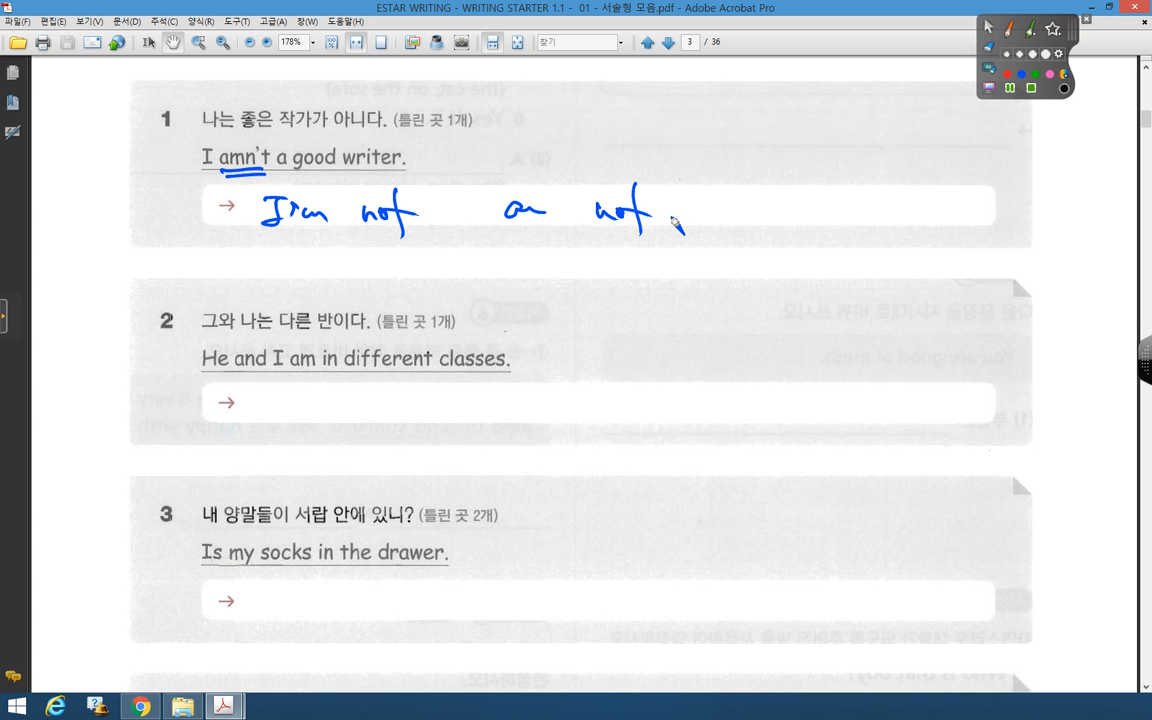 ESTAR WRITING - WRITING STARTER 1.1 - 01 - 서술형 모음.pdf - Adobe Acrobat Pro
파일(F) 편집(E) 보기(V) 문서(D) 주석(C) 양식(R) 도구(T) 고급(A) 창(W) 도움말(H)
178% 찾기 3 / 36
1 나는 좋은 작가가 아니다. (틀린 곳 1개)
I amn't a good writer.
→ I'm not am not
2 그와 나는 다른 반이다. (틀린 곳 1개)
He and I am in different classes.
→
3 내 양말들이 서랍 안에 있니? (틀린 곳 2개)
Is my socks in the drawer.
→